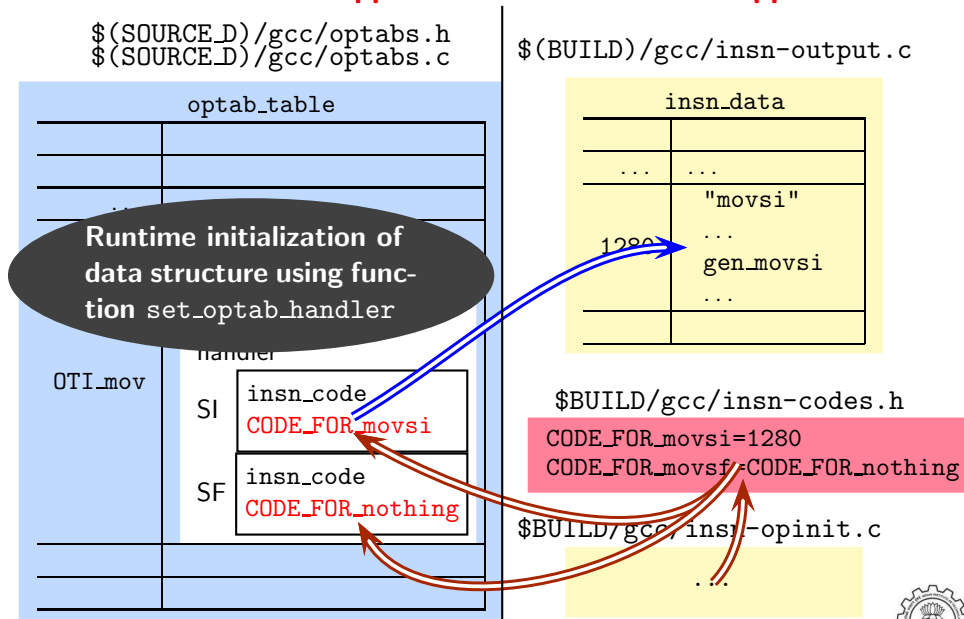 $(SOURCE_D)/gcc/optabs.h
$(SOURCE_D)/gcc/optabs.c
optab_table
...
Runtime initialization of
data structure using func-
tion set_optab_handler
handler
OTI_mov
SI
insn_code
CODE_FOR_movsi
SF
insn_code
CODE_FOR_nothing
$(BUILD)/gcc/insn-output.c
insn_data
... ...
"movsi"
...
1280
gen_movsi
...
$BUILD/gcc/insn-codes.h
CODE_FOR_movsi=1280
CODE_FOR_movsf=CODE_FOR_nothing
$BUILD/gcc/insn-opinit.c
...